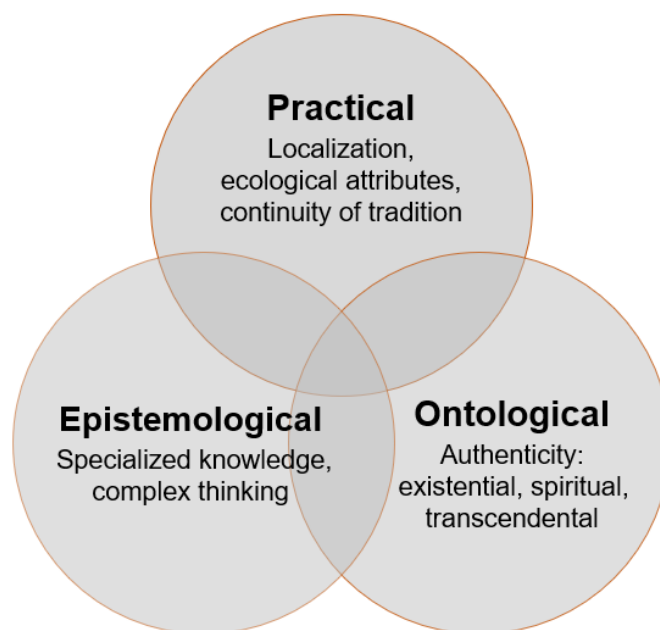 Practical
Localization,
ecological attributes,
continuity of tradition
Epistemological
Specialized knowledge,
complex thinking
Ontological
Authenticity:
existential, spiritual,
transcendental